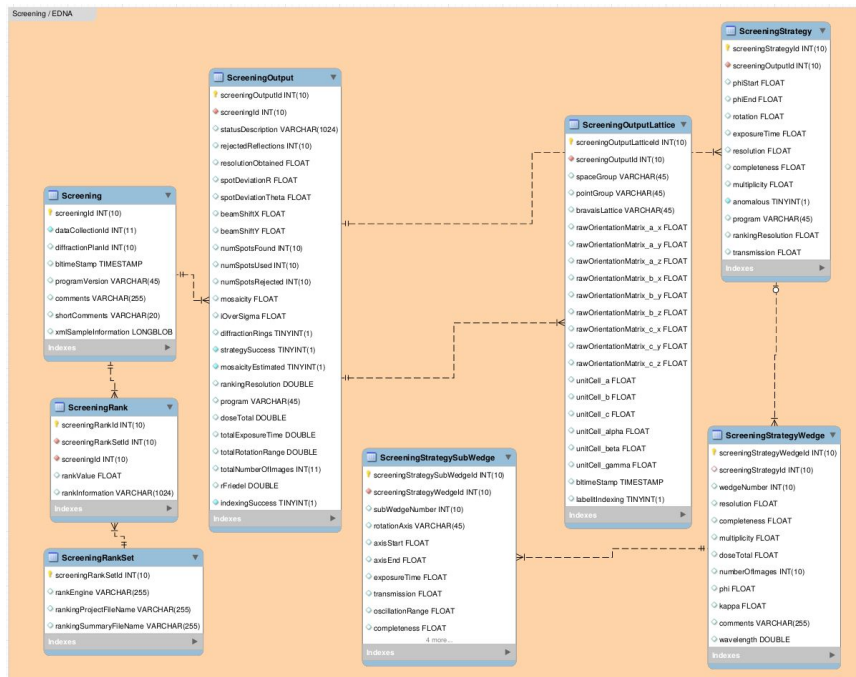 Screening / EDNA
Screening
screeningId INT(10)
dataCollectionId INT(11)
diffractionPlanId INT(10)
bltimeStamp TIMESTAMP
programVersion VARCHAR(45)
comments VARCHAR(255)
shortComments VARCHAR(20)
xmlSampleInformation LONGBLOB
Indexes
ScreeningRank
screeningRankId INT(10)
screeningRankSetId INT(10)
screeningId INT(10)
rankValue FLOAT
rankInformation VARCHAR(1024)
Indexes
ScreeningRankSet
screeningRankSetId INT(10)
rankEngine VARCHAR(255)
rankingProjectFileName VARCHAR(255)
rankingSummaryFileName VARCHAR(255)
Indexes
ScreeningOutput
screeningOutputId INT(10)
screeningId INT(10)
statusDescription VARCHAR(1024)
rejectedReflections INT(10)
resolutionObtained FLOAT
spotDeviationR FLOAT
spotDeviationTheta FLOAT
beamShiftX FLOAT
beamShiftY FLOAT
numSpotsFound INT(10)
numSpotsUsed INT(10)
numSpotsRejected INT(10)
mosaicity FLOAT
iOverSigma FLOAT
diffractionRings TINYINT(1)
strategySuccess TINYINT(1)
mosaicityEstimated TINYINT(1)
rankingResolution DOUBLE
program VARCHAR(45)
doseTotal DOUBLE
totalExposureTime DOUBLE
totalRotationRange DOUBLE
totalNumberOfImages INT(11)
rFriedel DOUBLE
indexingSuccess TINYINT(1)
Indexes
ScreeningStrategySubWedge
screeningStrategySubWedgeId INT(10)
screeningStrategyWedgeId INT(10)
subWedgeNumber INT(10)
rotationAxis VARCHAR(45)
axisStart FLOAT
axisEnd FLOAT
exposureTime FLOAT
transmission FLOAT
oscillationRange FLOAT
completeness FLOAT
4 more...
Indexes
ScreeningOutputLattice
screeningOutputLatticeId INT(10)
screeningOutputId INT(10)
spaceGroup VARCHAR(45)
pointGroup VARCHAR(45)
bravaisLattice VARCHAR(45)
rawOrientationMatrix_a_x FLOAT
rawOrientationMatrix_a_y FLOAT
rawOrientationMatrix_a_z FLOAT
rawOrientationMatrix_b_x FLOAT
rawOrientationMatrix_b_y FLOAT
rawOrientationMatrix_b_z FLOAT
rawOrientationMatrix_c_x FLOAT
rawOrientationMatrix_c_y FLOAT
rawOrientationMatrix_c_z FLOAT
unitCell_a FLOAT
unitCell_b FLOAT
unitCell_c FLOAT
unitCell_alpha FLOAT
unitCell_beta FLOAT
unitCell_gamma FLOAT
bltimeStamp TIMESTAMP
labelitIndexing TINYINT(1)
Indexes
ScreeningStrategy
screeningStrategyId INT(10)
screeningOutputId INT(10)
phiStart FLOAT
phiEnd FLOAT
rotation FLOAT
exposureTime FLOAT
resolution FLOAT
completeness FLOAT
multiplicity FLOAT
anomalous TINYINT(1)
program VARCHAR(45)
rankingResolution FLOAT
transmission FLOAT
Indexes
ScreeningStrategyWedge
screeningStrategyWedgeId INT(10)
screeningStrategyId INT(10)
wedgeNumber INT(10)
resolution FLOAT
completeness FLOAT
multiplicity FLOAT
doseTotal FLOAT
numberOfImages INT(10)
phi FLOAT
kappa FLOAT
comments VARCHAR(255)
wavelength DOUBLE
Indexes